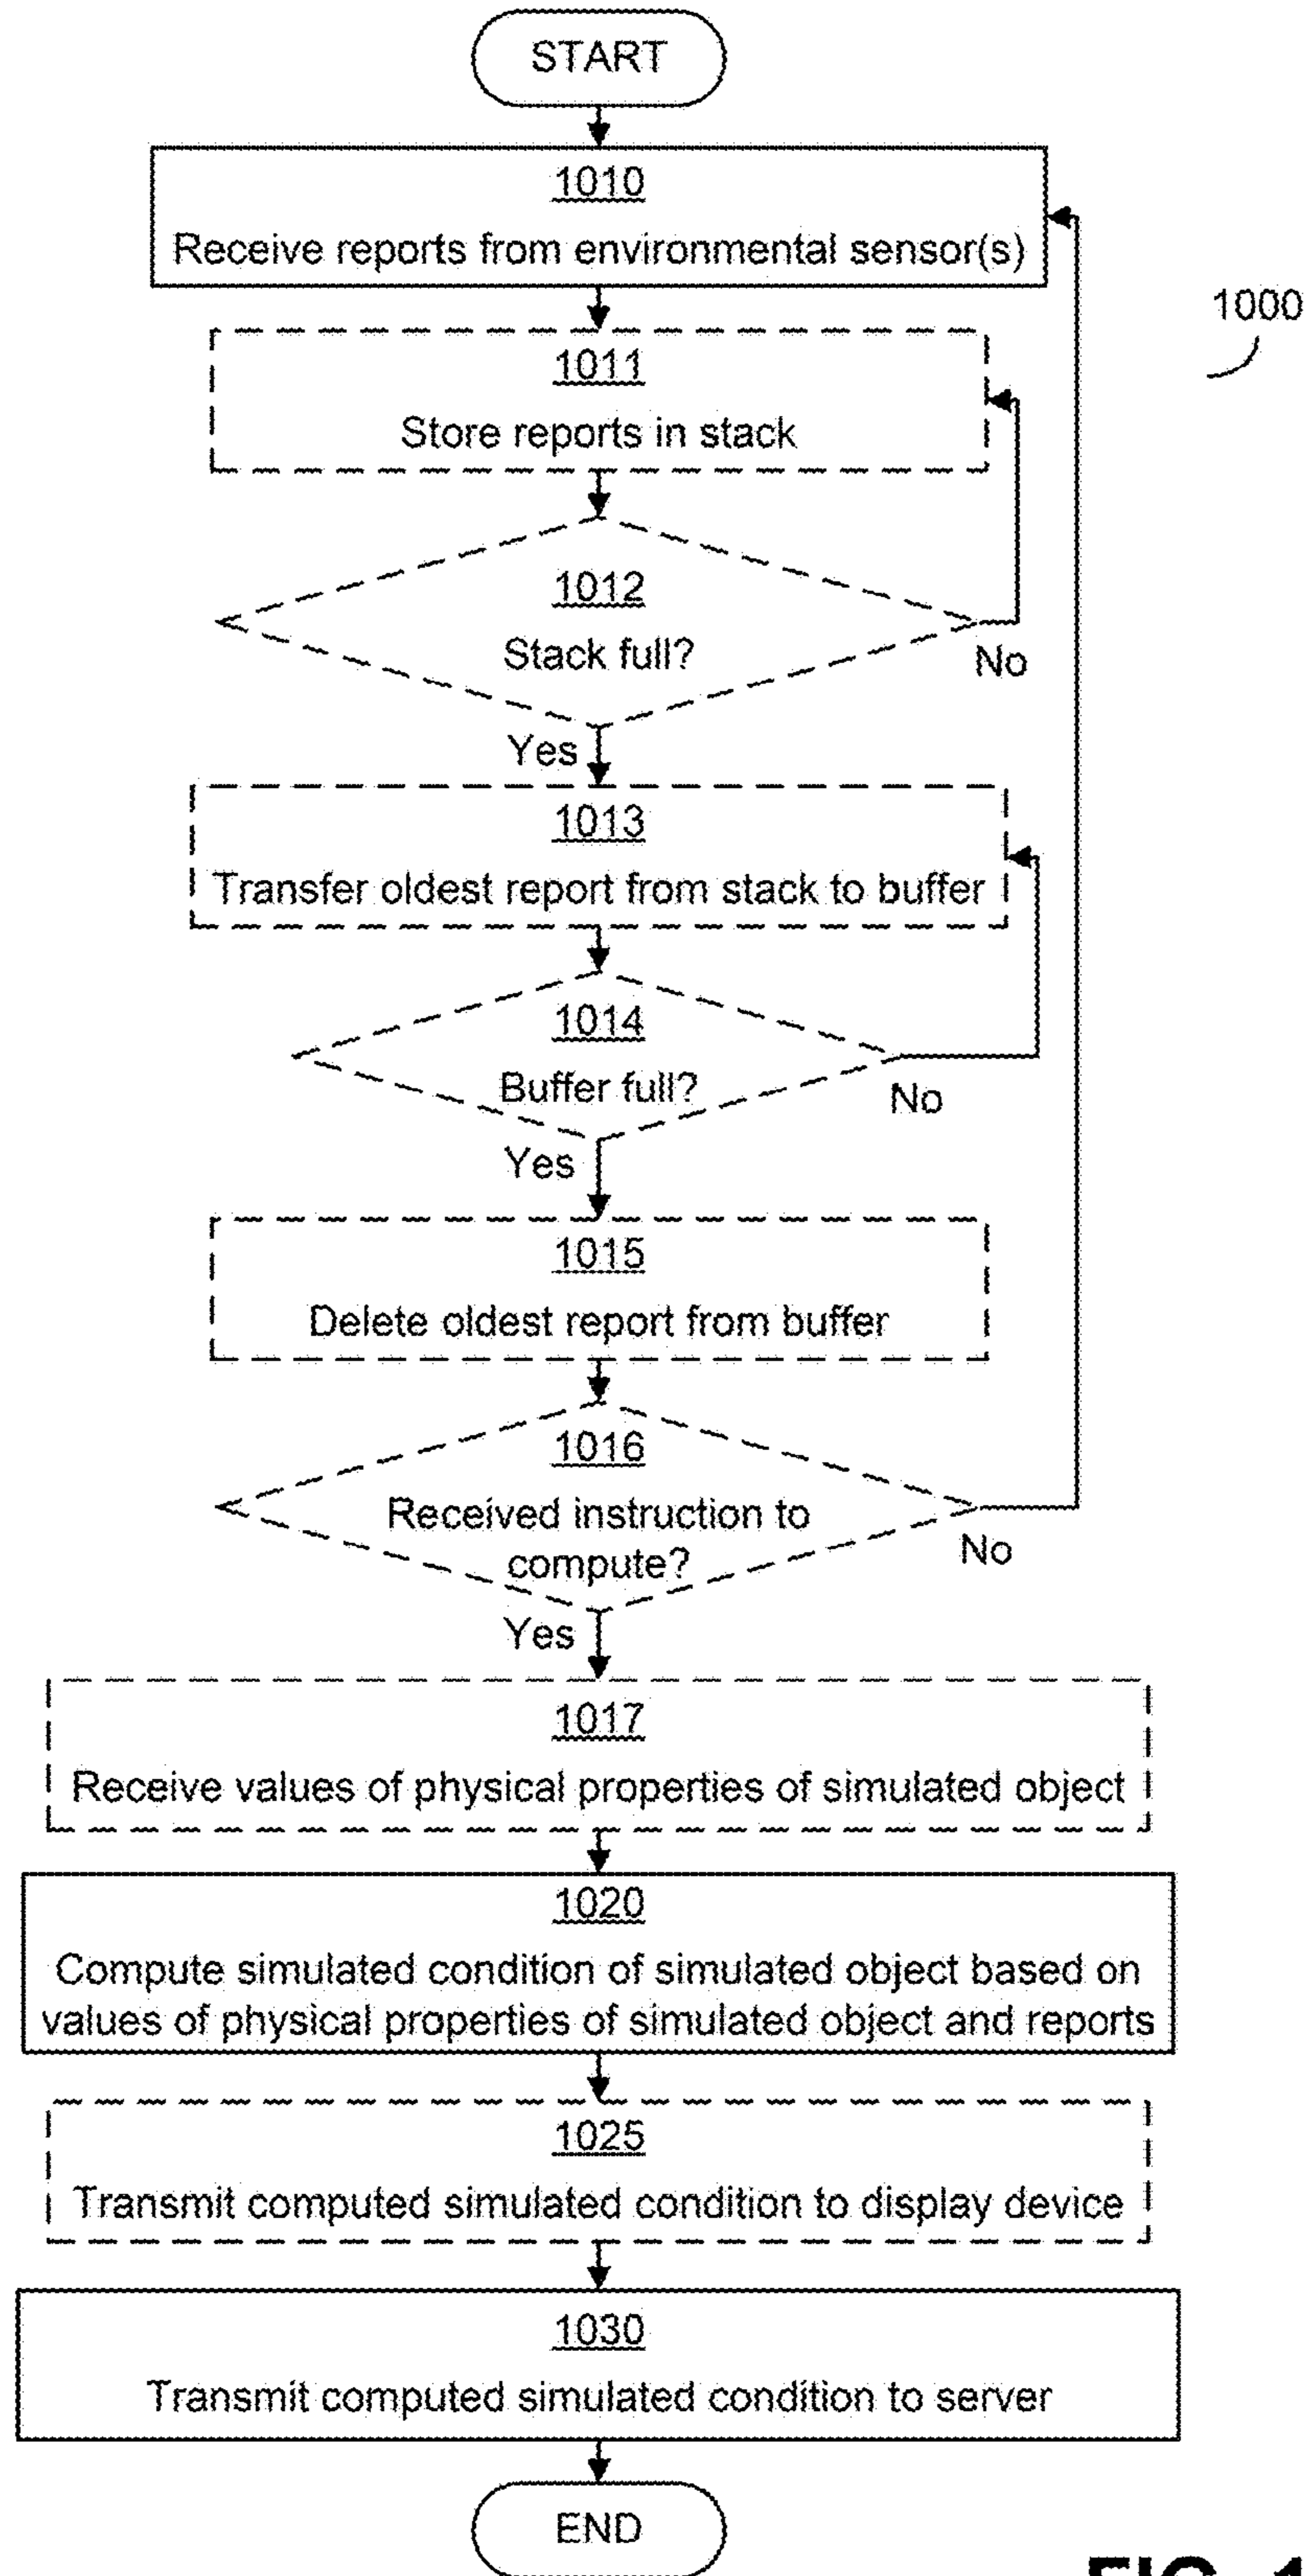 START
1010
Receive reports from environmental sensor(s)
1000
1011
Store reports in stack
1012
Stack full?
No
Yes
1013
Transfer oldest report from stack to buffer
1014
Buffer full?
No
Yes
1015
Delete oldest report from buffer
1016
Received instruction to
compute?
No
Yes
1017
Receive values of physical properties of simulated object
1020
Compute simulated condition of simulated object based on
values of physical properties of simulated object and reports
1025
Transmit computed simulated condition to display device
1030
Transmit computed simulated condition to server
END